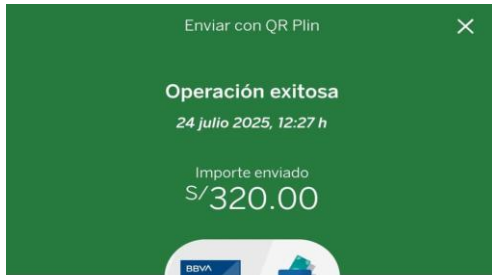 Enviar con QR Plin
Operación exitosa
24 julio 2025, 12:27 h
Importe enviado
S/320.00
BBVA